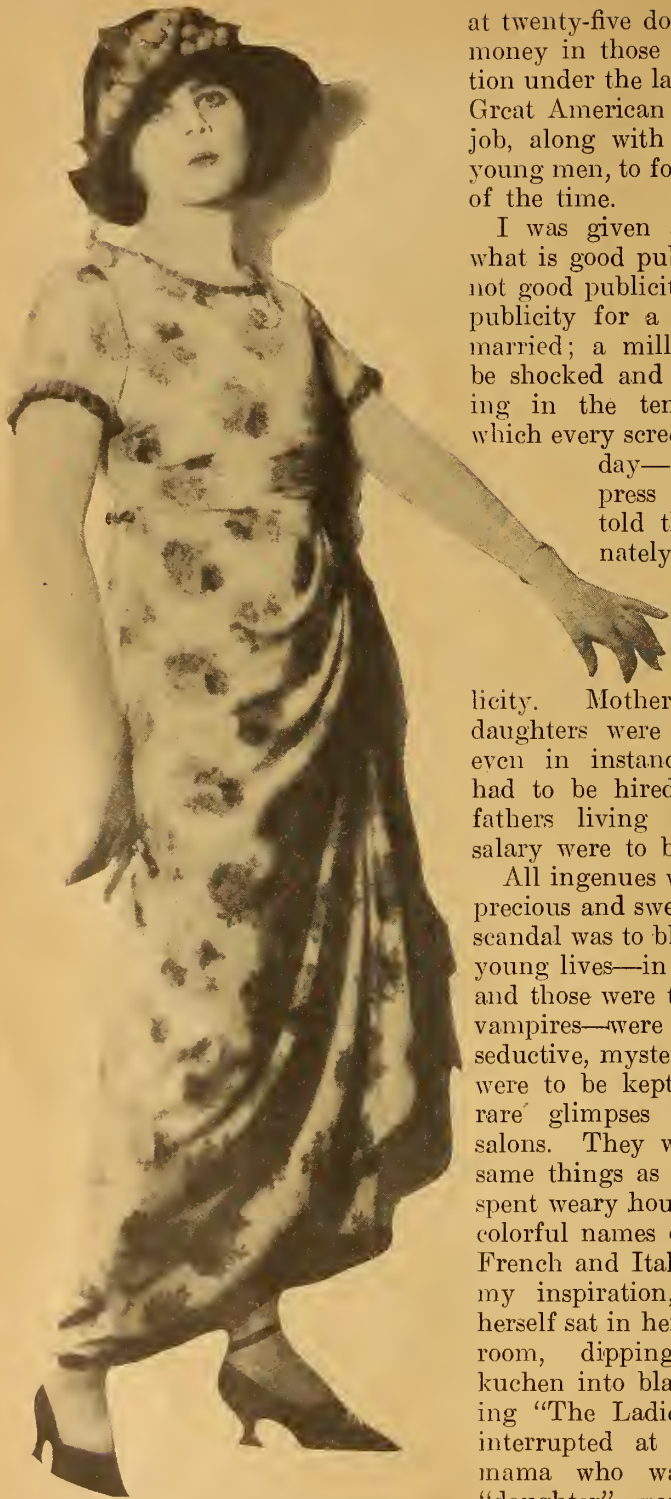 at twenty-five do
money in those
tion under the la
Great American
job, along with
young men, to fo
of the time.
I was given
what is good pu
not good publicit
publicity for a
married; a mill
be shocked and
ing in the ten
which every scree
day—
press
told th
nately
licity. Mother
daughters were
even in instanc
had to be hired
fathers living
salary were to b
All ingenues w
precious and swe
scandal was to bl
young lives—in
and those were t
vampires—were
seductive, myste
were to be kept
rare glimpses
salons. They w
same things as
spent weary hou
colorful names
French and Ital
my inspiration,
herself sat in he
room, dipping
kuchen into bla
ing "The Ladie
interrupted at
mama who wa